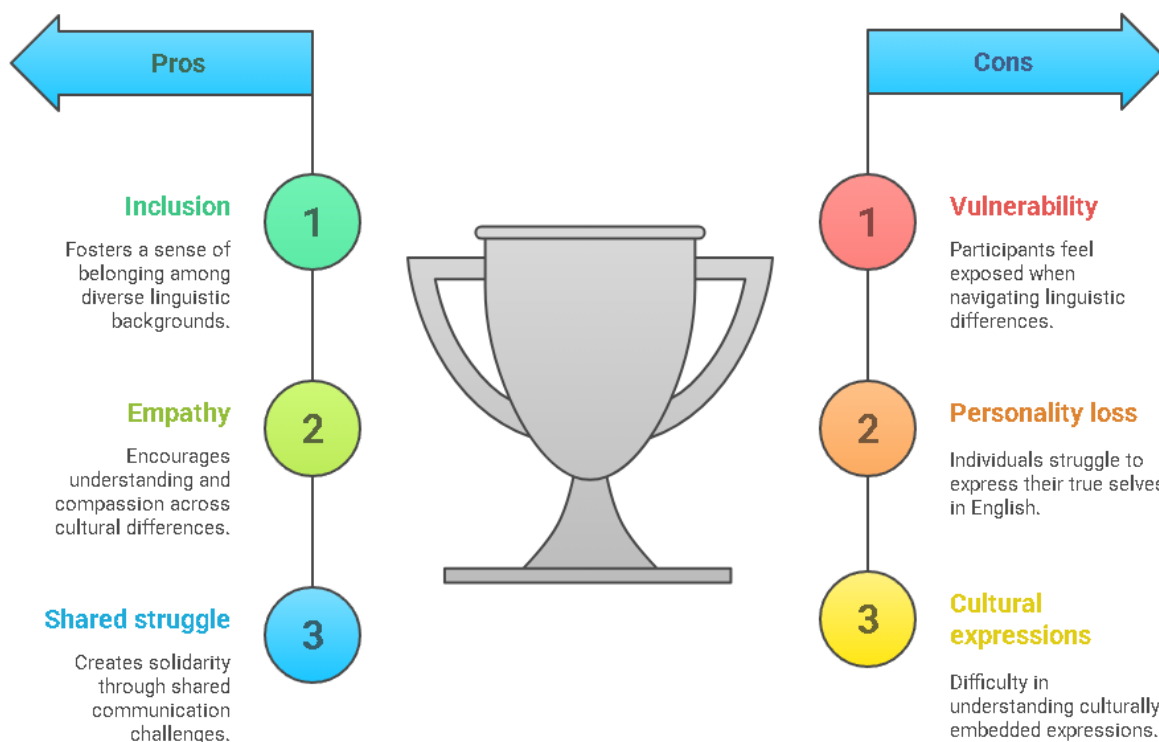 Pros
1
Inclusion
Fosters a sense of
belonging among
diverse linguistic
backgrounds.
2
Empathy
Encourages
understanding and
compassion across
cultural differences.
3
Shared struggle
Creates solidarity
through shared
communication
challenges.
Cons
1
Vulnerability
Participants feel
exposed when
navigating linguistic
differences.
2
Personality loss
Individuals struggle to
express their true selves
in English.
3
Cultural
expressions
Difficulty in
understanding culturally
embedded expressions.